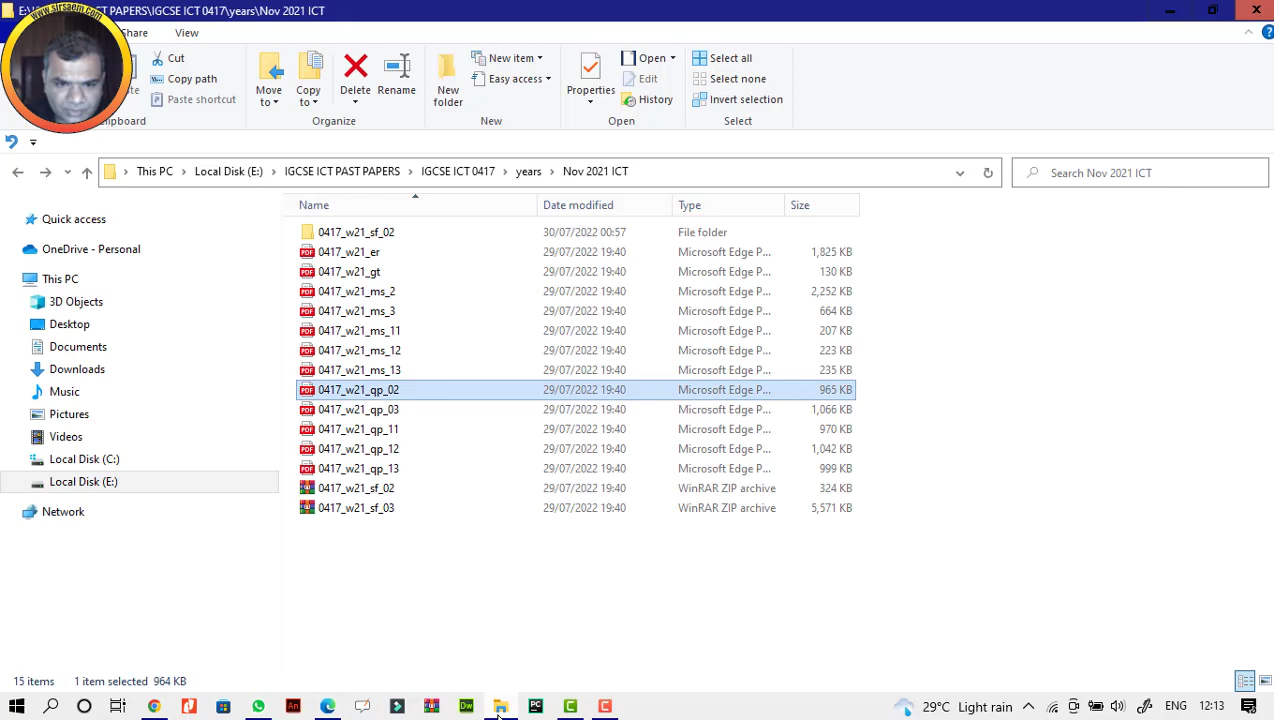 E:\IGCSE ICT PAST PAPERS\IGCSE ICT 0417\years\Nov 2021 ICT
www.sirsaem.com
Share View
Cut
Copy path
Paste shortcut
Clipboard
Move to
Copy to
Delete
Rename
Organize
New folder
New item
Easy access
New
Properties
Open
Edit
History
Open
Select all
Select none
Invert selection
Select
This PC > Local Disk (E:) > IGCSE ICT PAST PAPERS > IGCSE ICT 0417 > years > Nov 2021 ICT
Search Nov 2021 ICT
Quick access
OneDrive - Personal
This PC
3D Objects
Desktop
Documents
Downloads
Music
Pictures
Videos
Local Disk (C:)
Local Disk (E:)
Network
Name Date modified Type Size
0417_w21_sf_02 30/07/2022 00:57 File folder
0417_w21_er 29/07/2022 19:40 Microsoft Edge P... 1,825 KB
0417_w21_gt 29/07/2022 19:40 Microsoft Edge P... 130 KB
0417_w21_ms_2 29/07/2022 19:40 Microsoft Edge P... 2,252 KB
0417_w21_ms_3 29/07/2022 19:40 Microsoft Edge P... 664 KB
0417_w21_ms_11 29/07/2022 19:40 Microsoft Edge P... 207 KB
0417_w21_ms_12 29/07/2022 19:40 Microsoft Edge P... 223 KB
0417_w21_ms_13 29/07/2022 19:40 Microsoft Edge P... 235 KB
0417_w21_qp_02 29/07/2022 19:40 Microsoft Edge P... 965 KB
0417_w21_qp_03 29/07/2022 19:40 Microsoft Edge P... 1,066 KB
0417_w21_qp_11 29/07/2022 19:40 Microsoft Edge P... 970 KB
0417_w21_qp_12 29/07/2022 19:40 Microsoft Edge P... 1,042 KB
0417_w21_qp_13 29/07/2022 19:40 Microsoft Edge P... 999 KB
0417_w21_sf_02 29/07/2022 19:40 WinRAR ZIP archive 324 KB
0417_w21_sf_03 29/07/2022 19:40 WinRAR ZIP archive 5,571 KB
15 items 1 item selected 964 KB
An Dw PC C C
29°C Light rain ENG 12:13